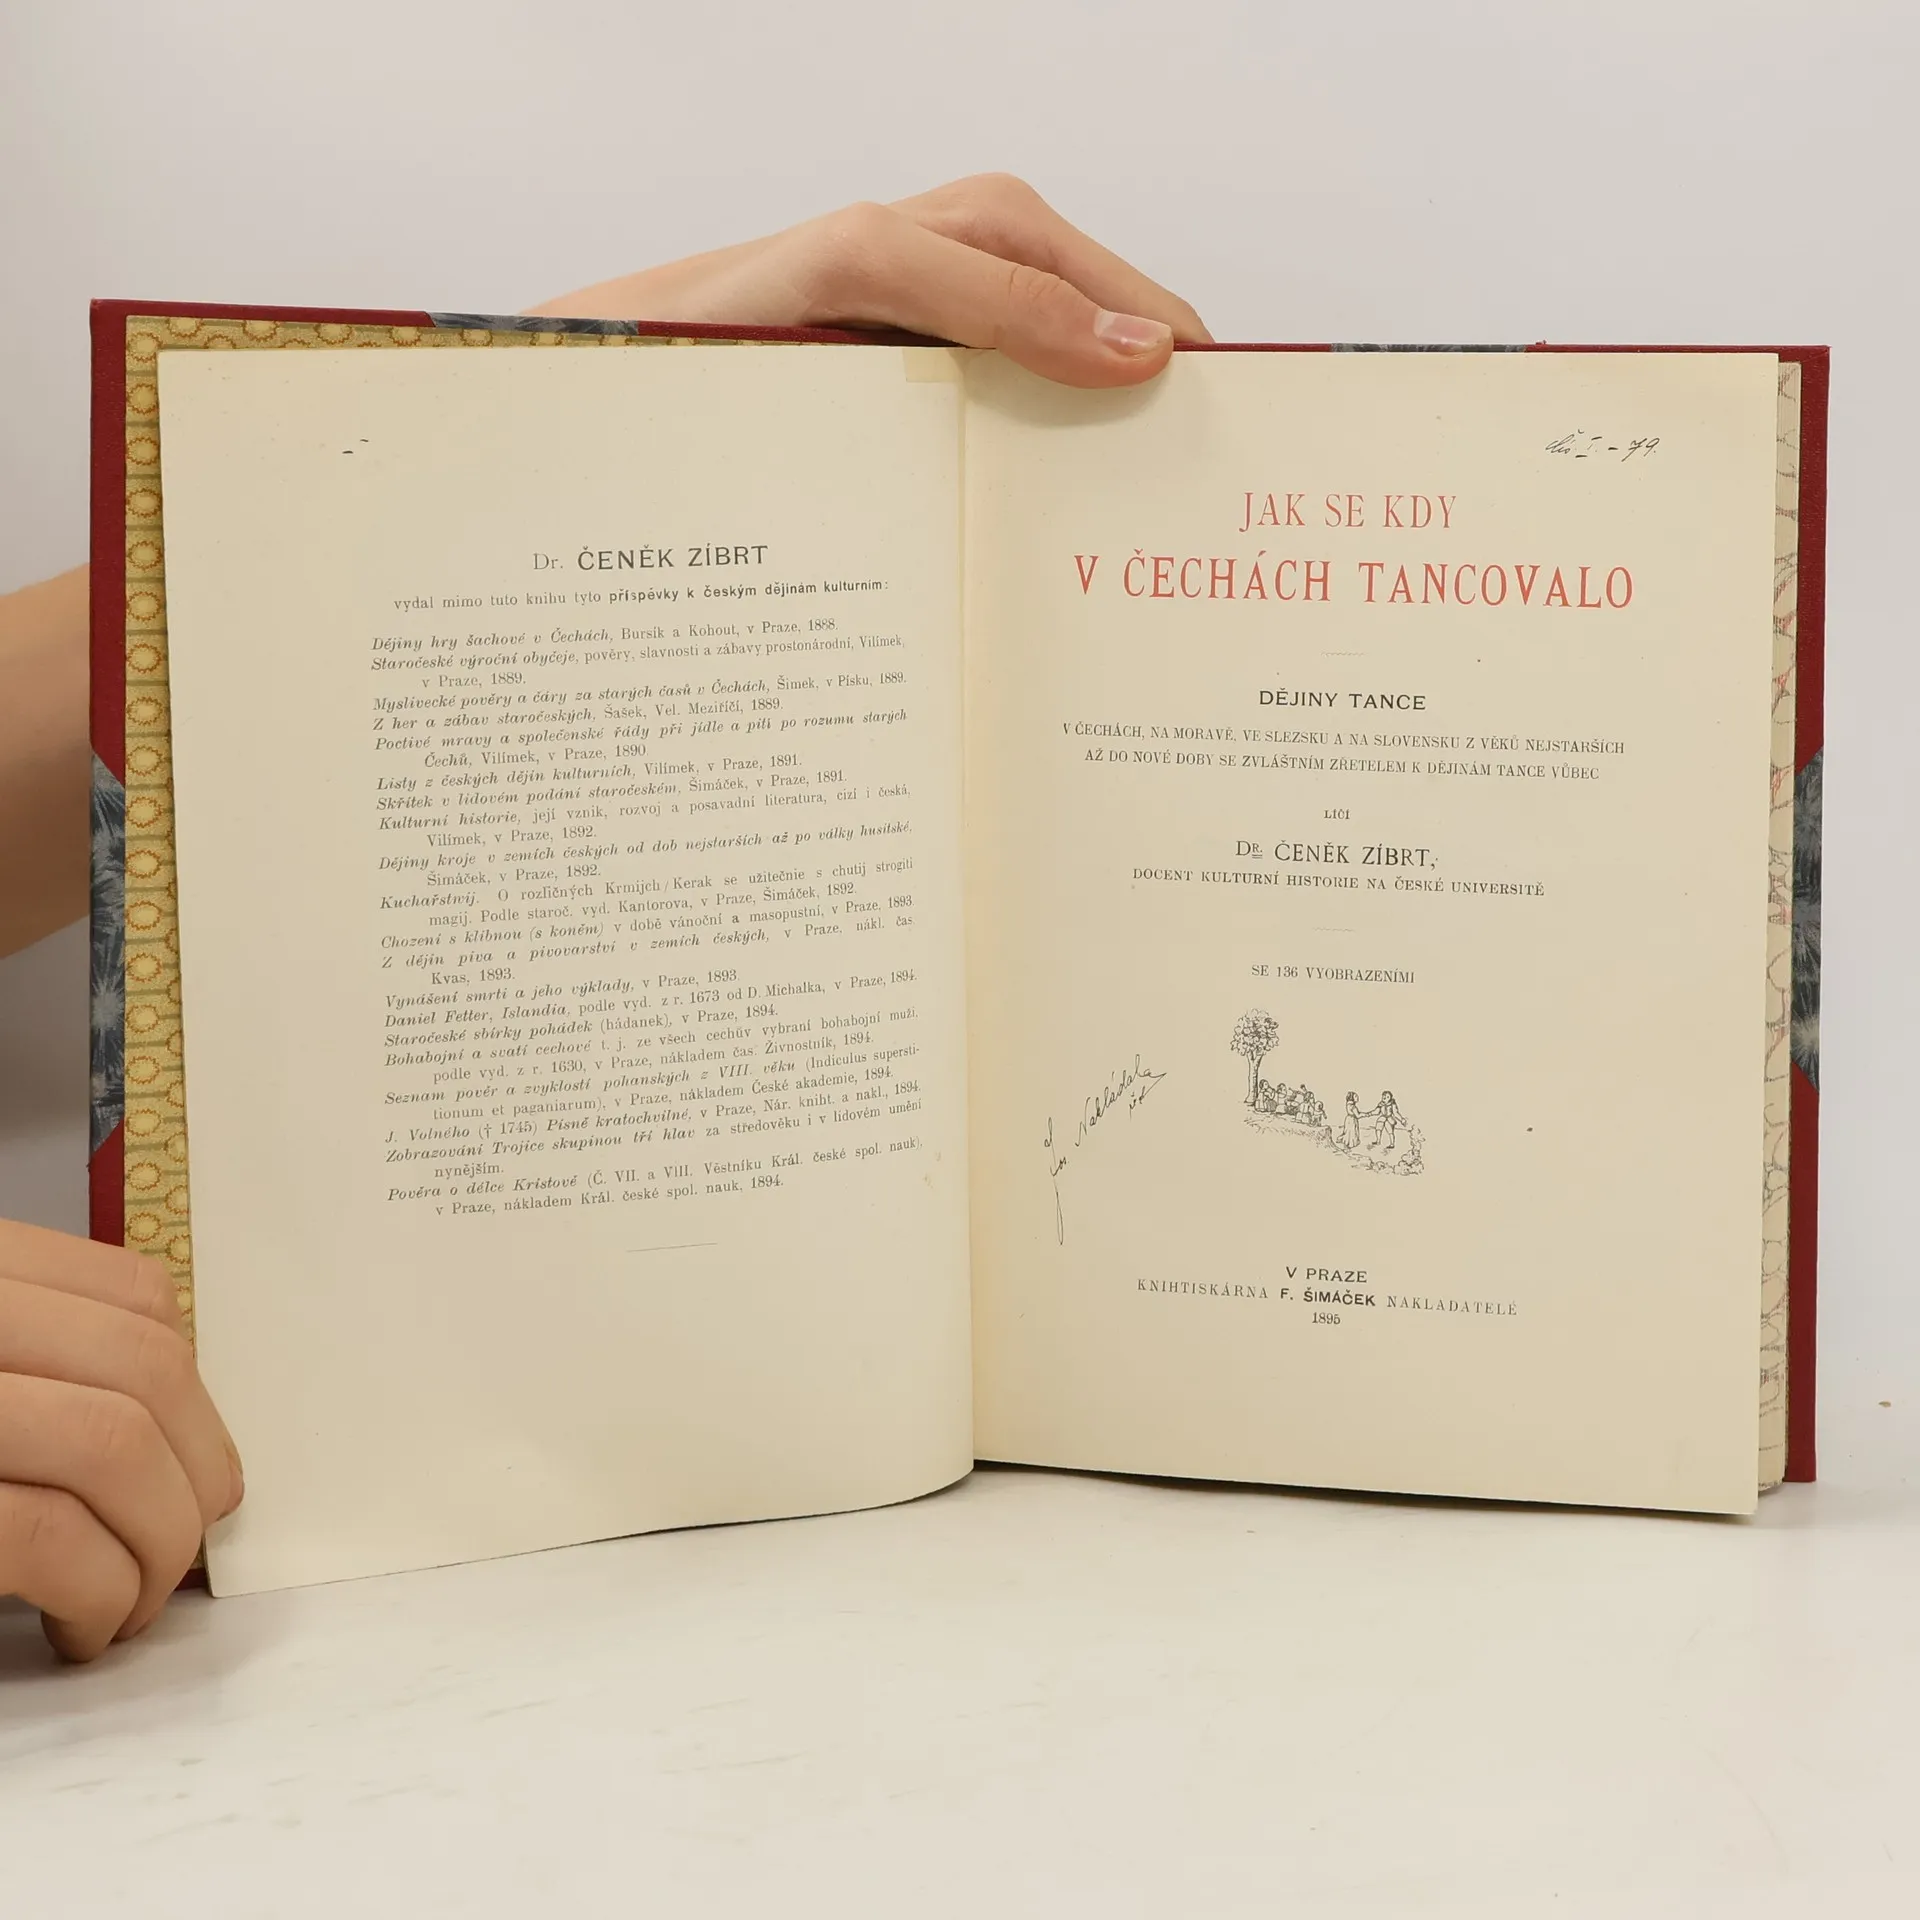 Dr. ČENĚK ZÍBRT
vydal mimo tuto knihu tyto příspěvky k českým dějinám kulturním:
Dějiny hry šachové v Čechách, Bursík a Kohout, v Praze, 1888.
Staročeské výroční obyčeje, pověry, slavnosti a zábavy prostonárodní, Vilímek,
v Praze, 1889.
Myslivecké pověry a čáry za starých časů v Čechách, Šimek, v Písku, 1889.
Z her a zábav staročeských, Šašek, Vel. Meziříčí, 1889.
Poctivé mravy a společenské řády při jídle a pití po rozumu starých
Čechů, Vilímek, v Praze, 1890
Listy z českých dějin kulturních, Vilímek, v Praze, 1891.
Skřítek v lidovém podání staročeském, Šimáček, v Praze, 1891.
Kulturní historie, její vznik, rozvoj a posavadní literatura, cizí i česká,
Vilímek, v Praze, 1892.
Dějiny kroje v zemích českých od dob nejstarších až po války husitské,
Šimáček, v Praze, 1892.
Kuchařstwij. O rozličných Krmijch/Kerak se užitečnie s chutij strogiti
magij. Podle staroč. vyd. Kantorova, v Praze, Šimáček, 1892.
Chození s klibnou (s koněm) v době vánoční a masopustní, v Praze, 1893
Z dějin piva a pivovarství v zemích českých, v Praze, nákl. čas.
Kvas, 1893.
Vynášení smrti a jeho výklady, v Praze, 1893.
Daniel Fetter, Islandia, podle vyd. z r. 1673 od D. Michalka, v Praze, 1894.
Staročeské sbírky pohádek (hádanek), v Praze, 1894.
Bohabojní a svatí cechové t. j. ze všech cechův vybraní bohabojní muži,
podle vyd. z r. 1630, v Praze, nákladem čas. Živnostník, 1894.
Seznam pověr a zvyklostí pohanských z VIII. věku (Indiculus supersti-
tionum et paganiarum), v Praze, nákladem České akademie, 1894.
J. Volného († 1745) Písně kratochvilné, v Praze, Nár. kniht. a nakl., 1894.
Zobrazování Trojice skupinou tří hlav za středověku i v lidovém umění
nynějším.
Pověra o délce Kristově (Č. VII. a VIII. Věstníku Král. české spol. nauk),
v Praze, nákladem Král. české spol. nauk, 1894.
I. - 79.
JAK SE KDY
V ČECHÁCH TANCOVALO
DĚJINY TANCE
V ČECHÁCH, NA MORAVĚ, VE SLEZSKU A NA SLOVENSKU Z VĚKŮ NEJSTARŠÍCH
AŽ DO NOVÉ DOBY SE ZVLÁŠTNÍM ZŘETELEM K DĚJINÁM TANCE VŮBEC
LÍČÍ
DR. ČENĚK ZÍBRT,
DOCENT KULTURNÍ HISTORIE NA ČESKÉ UNIVERSITĚ
SE 136 VYOBRAZENÍMI
V PRAZE
KNIHTISKÁRNA F. ŠIMÁČEK NAKLADATELÉ
1895